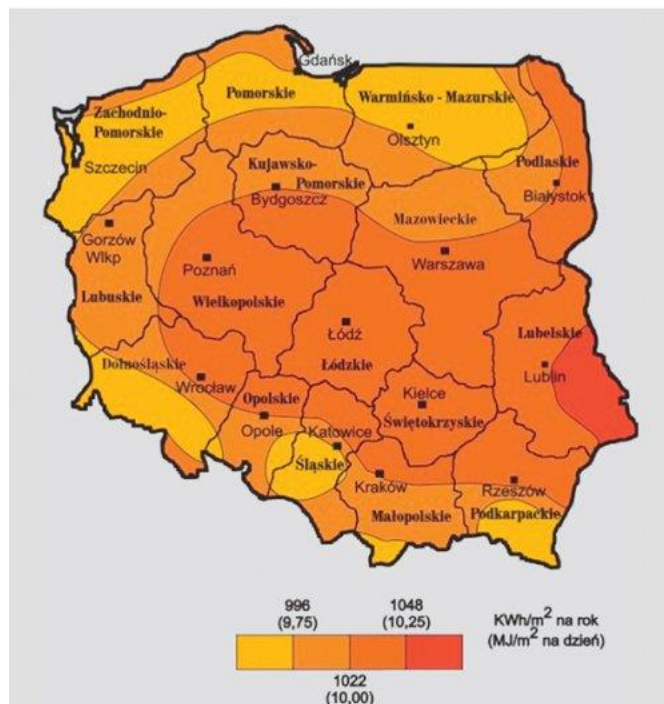 Gdańsk
Pomorskie
Warmińsko - Mazurskie
Zachodnio-
Pomorskie
Olsztyn
Szczecin
Kujawsko-
Pomorskie
Podlaskie
Białystok
Bydgoszcz
Mazowieckie
Gorzów
Wlkp
Poznań
Warszawa
Lubuskie
Wielkopolskie
Łódź
Łódzkie
Lubelskie
Lublin
Dolnośląskie
Wrocław
Opolskie
Kielce
Świętokrzyskie
Opole
Katowice
Śląskie
Kraków
Rzeszów
Małopolskie
Podkarpackie
996
(9,75)
1048
(10,25)
KWh/m² na rok
(MJ/m² na dzień)
1022
(10,00)